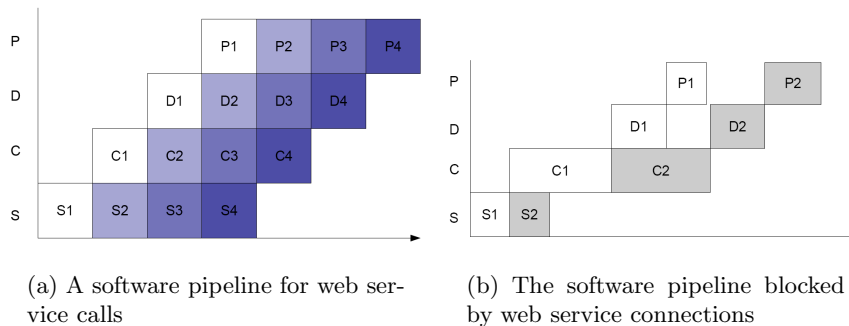 P P1 P2 P3 P4
D D1 D2 D3 D4
C C1 C2 C3 C4
S S1 S2 S3 S4
(a) A software pipeline for web ser-
vice calls
P P1 P2
D D1 D2
C C1 C2
S S1 S2
(b) The software pipeline blocked
by web service connections